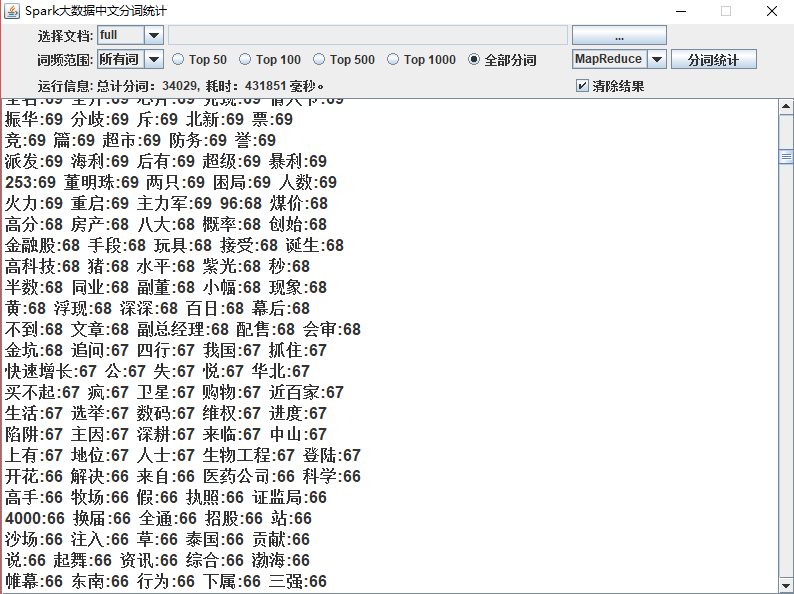 Spark大数据中文分词统计
选择文档: full ...
词频范围: 所有词 Top 50 Top 100 Top 500 Top 1000 全部分词 MapReduce 分词统计
运行信息: 总计分词: 34029, 耗时: 431851 毫秒。 清除结果
振华:69 分歧:69 斥:69 北新:69 票:69
竞:69 篇:69 超市:69 防务:69 誉:69
派发:69 海利:69 后有:69 超级:69 暴利:69
253:69 董明珠:69 两只:69 困局:69 人数:69
火力:69 重启:69 主力军:69 96:68 煤价:68
高分:68 房产:68 八大:68 概率:68 创始:68
金融股:68 手段:68 玩具:68 接受:68 诞生:68
高科技:68 猪:68 水平:68 紫光:68 秒:68
半数:68 同业:68 副董:68 小幅:68 现象:68
黄:68 浮现:68 深深:68 百日:68 幕后:68
不到:68 文章:68 副总经理:68 配售:68 会审:68
金坑:68 追问:67 四行:67 我国:67 抓住:67
快速增长:67 公:67 失:67 悦:67 华北:67
买不起:67 疯:67 卫星:67 购物:67 近百家:67
生活:67 选举:67 数码:67 维权:67 进度:67
陷阱:67 主因:67 深耕:67 来临:67 中山:67
上有:67 地位:67 人士:67 生物工程:67 登陆:67
开花:66 解决:66 来自:66 医药公司:66 科学:66
高手:66 牧场:66 假:66 执照:66 证监局:66
4000:66 换届:66 全通:66 招股:66 站:66
沙场:66 注入:66 草:66 泰国:66 贡献:66
说:66 起舞:66 资讯:66 综合:66 渤海:66
帷幕:66 东南:66 行为:66 下属:66 三强:66